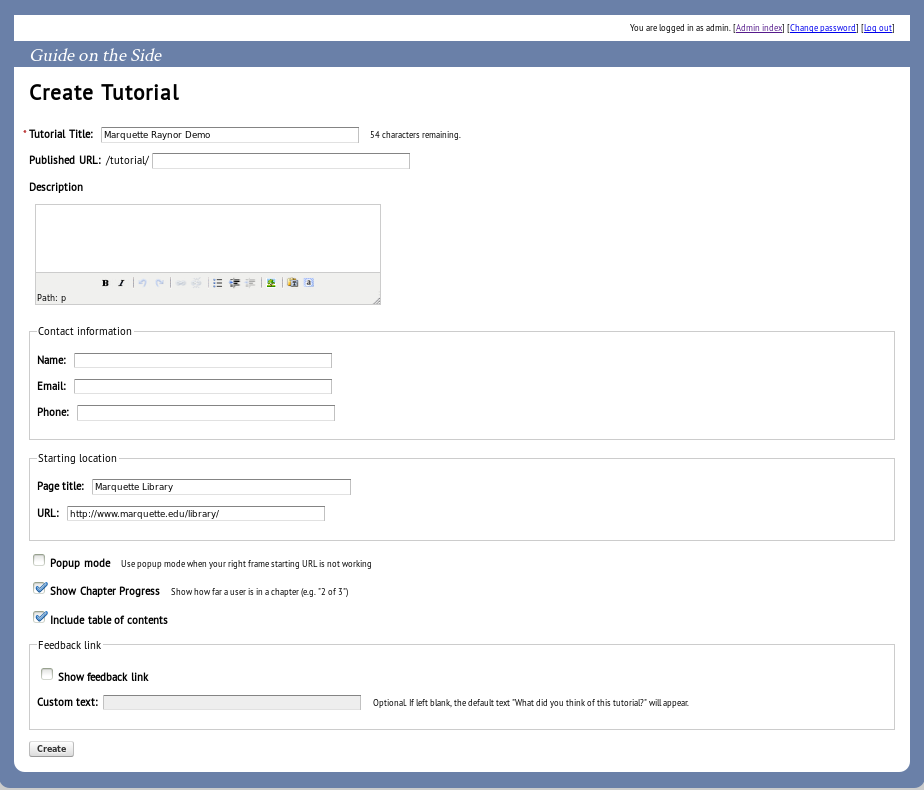 You are logged in as admin. [Admin index] [Change password] [Log out]
Guide on the Side
Create Tutorial
* Tutorial Title: Marquette Raynor Demo 54 characters remaining.
Published URL: /tutorial/
Description
B I
Path: p
Contact information
Name:
Email:
Phone:
Starting location
Page title: Marquette Library
URL: http://www.marquette.edu/library/
Popup mode Use popup mode when your right frame starting URL is not working
Show Chapter Progress Show how far a user is in a chapter (e.g. "2 of 3")
Include table of contents
Feedback link
Show feedback link
Custom text: Optional. If left blank, the default text "What did you think of this tutorial?" will appear.
Create